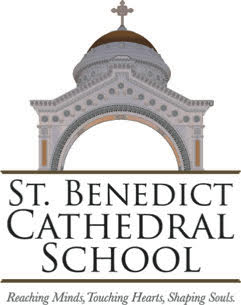 ST. BENEDICT
CATHEDRAL
SCHOOL
Reaching Minds, Touching Hearts, Shaping Souls.